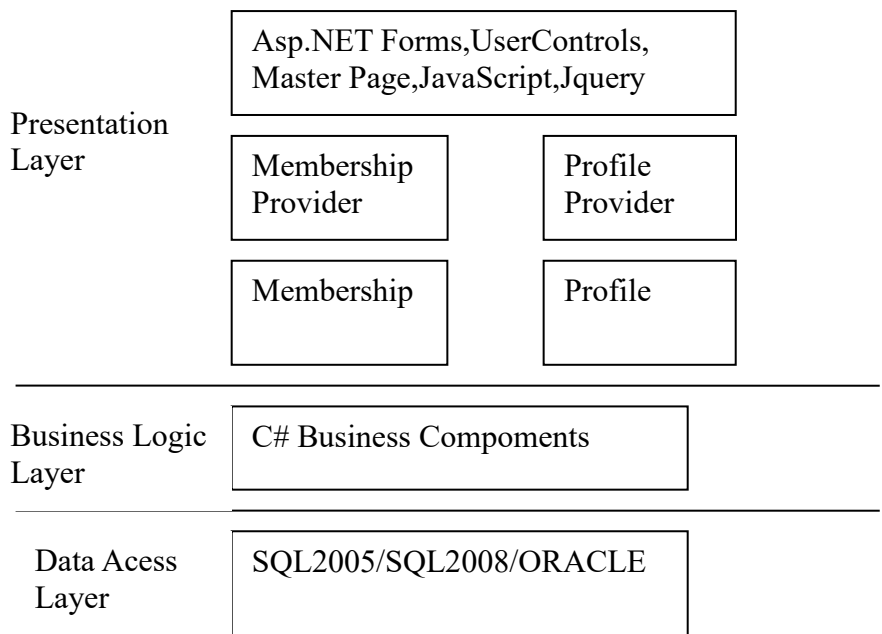 Asp.NET Forms,UserControls,
Master Page,JavaScript,Jquery
Presentation
Layer
Membership
Provider
Profile
Provider
Membership
Profile
Business Logic
Layer
C# Business Compoments
Data Acess
Layer
SQL2005/SQL2008/ORACLE